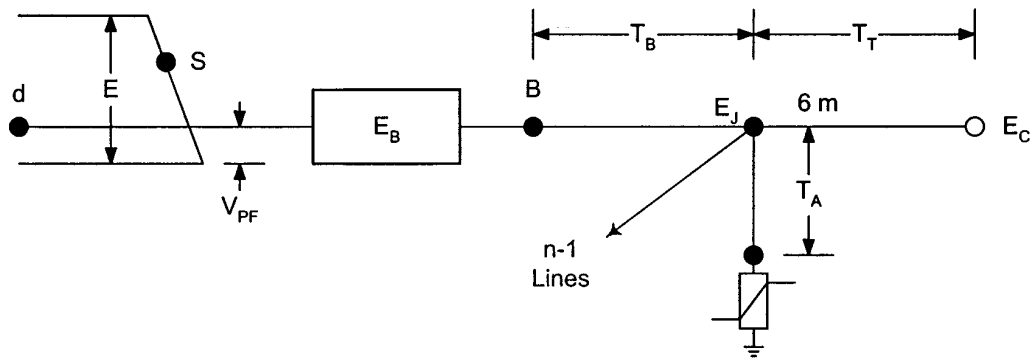 T_B
T_T
d
E
S
B
E_J
6 m
E_B
E_C
V_PF
T_A
n-1
Lines